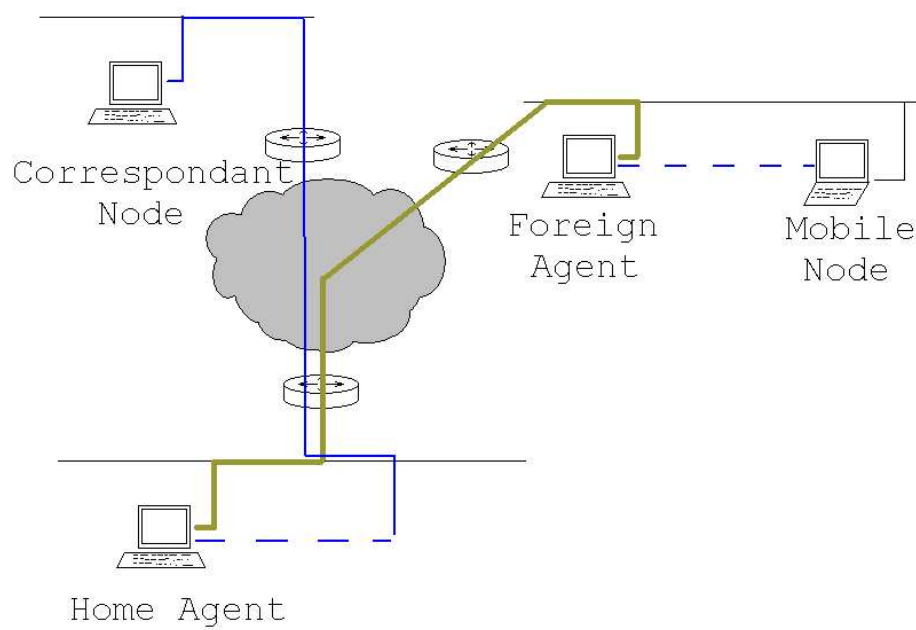 Correspondant
Node
Foreign
Agent
Mobile
Node
Home Agent